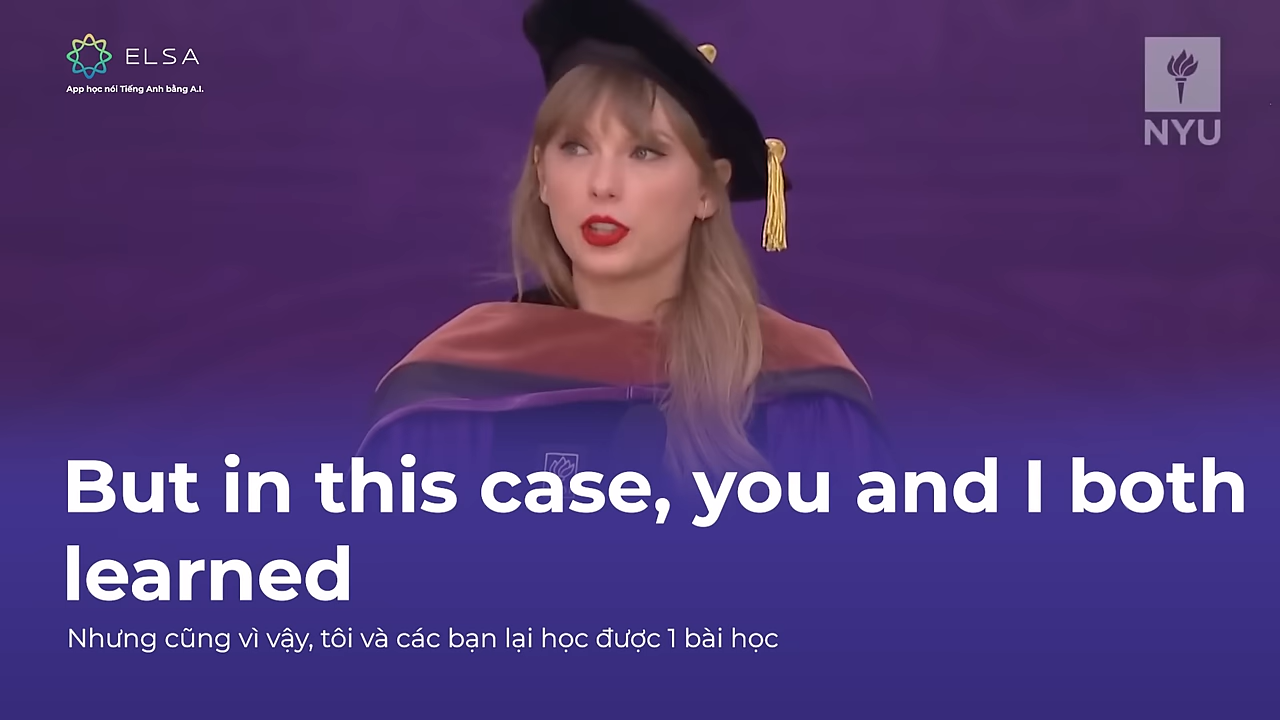 ELSA
App học nói Tiếng Anh bằng A.I.
NYU
But in this case, you and I both
learned
Nhưng cũng vì vậy, tôi và các bạn lại học được 1 bài học